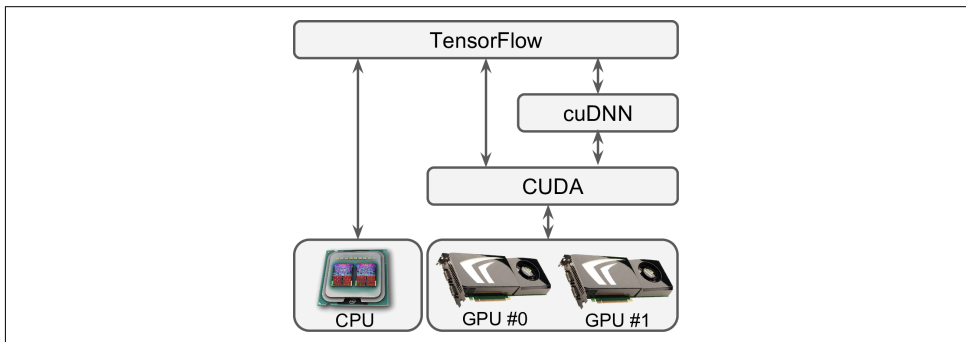 TensorFlow
cuDNN
CUDA
CPU
GPU #0
GPU #1